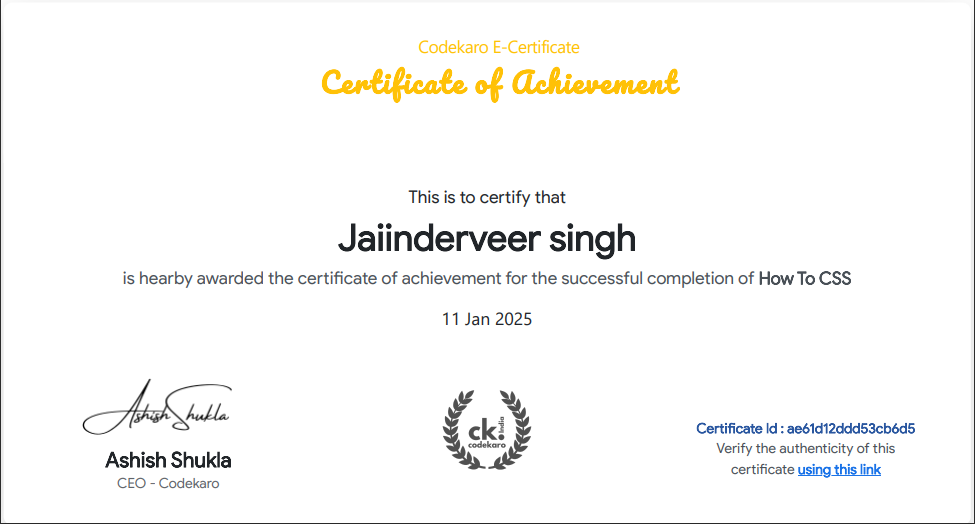 Codekaro E-Certificate
Certificate of Achievement
This is to certify that
Jaiinderveer singh
is hearby awarded the certificate of achievement for the successful completion of How To CSS
11 Jan 2025
Ashish Shukla
Ashish Shukla
CEO - Codekaro
ck.
India
codekaro
Certificate Id : ae61d12ddd53cb6d5
Verify the authenticity of this
certificate using this link